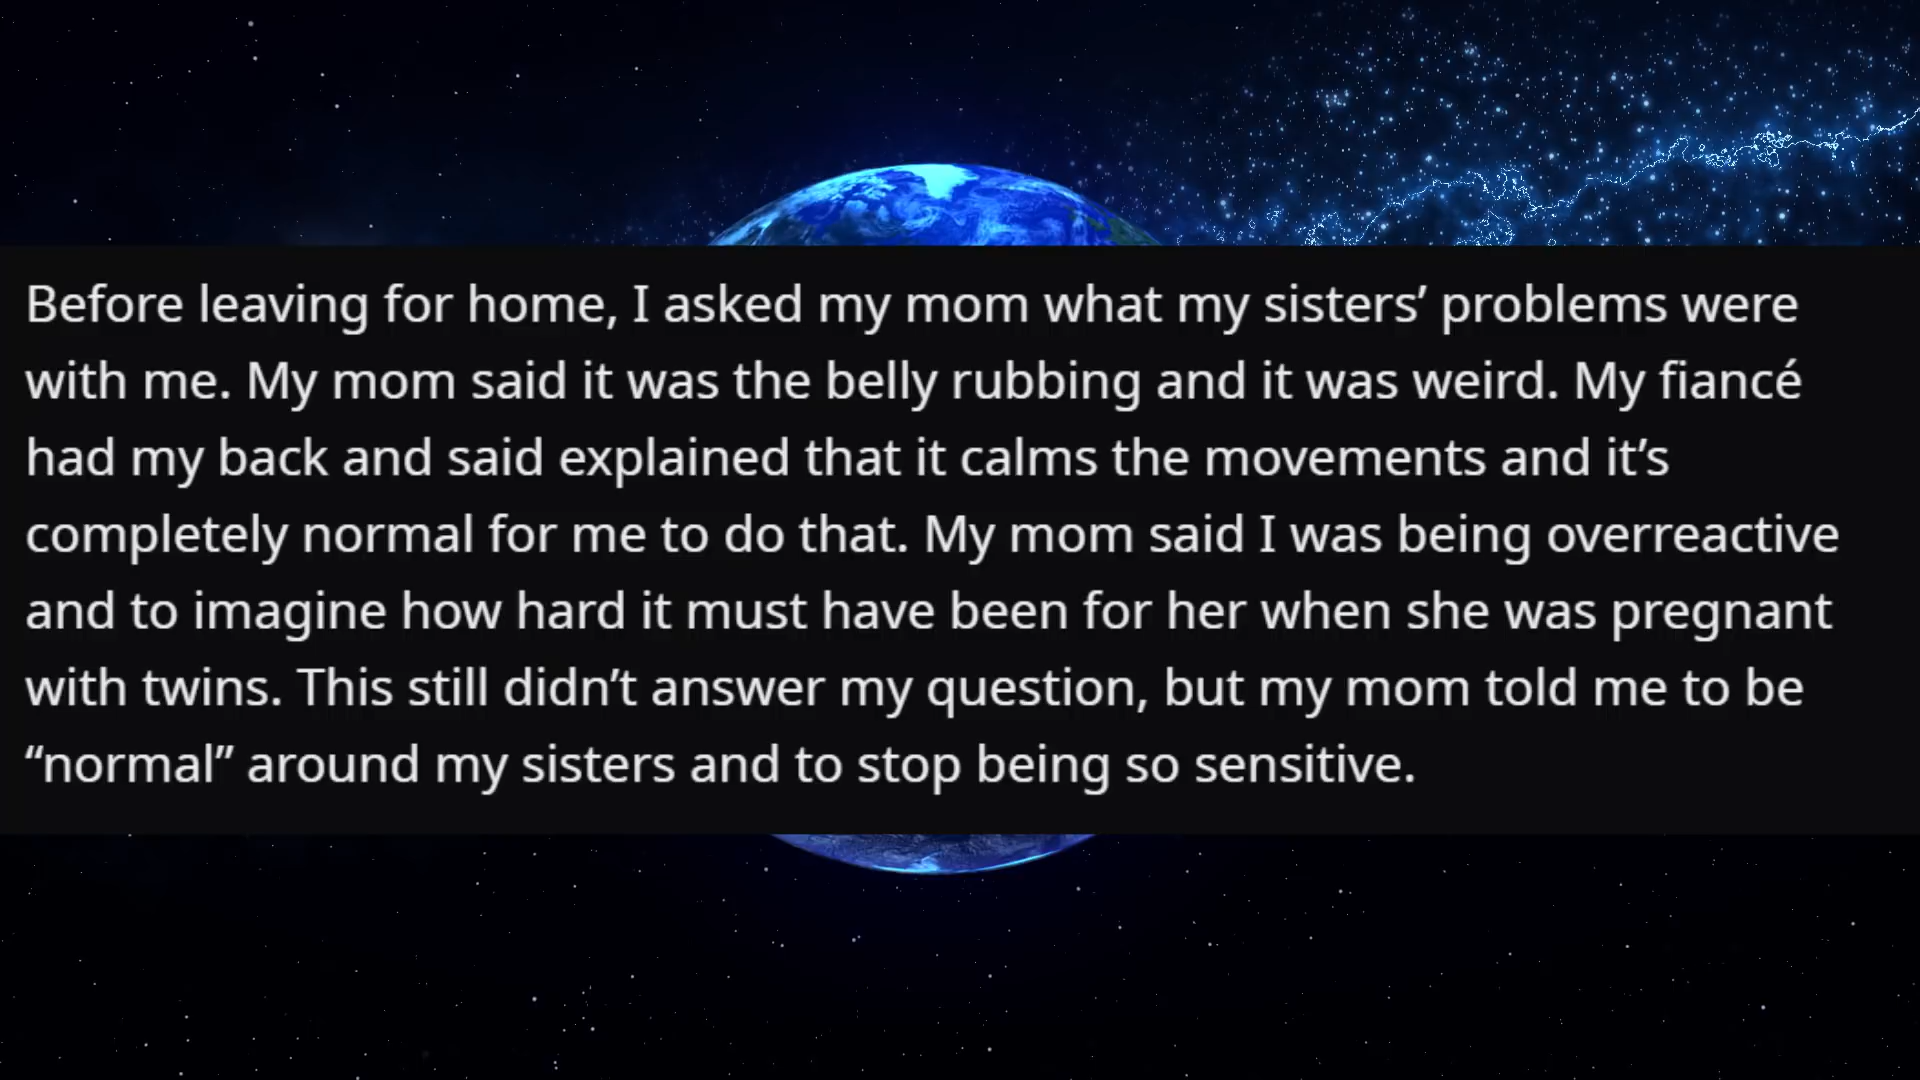 Before leaving for home, I asked my mom what my sisters’ problems were
with me. My mom said it was the belly rubbing and it was weird. My fiancé
had my back and said explained that it calms the movements and it’s
completely normal for me to do that. My mom said I was being overreactive
and to imagine how hard it must have been for her when she was pregnant
with twins. This still didn’t answer my question, but my mom told me to be
“normal” around my sisters and to stop being so sensitive.